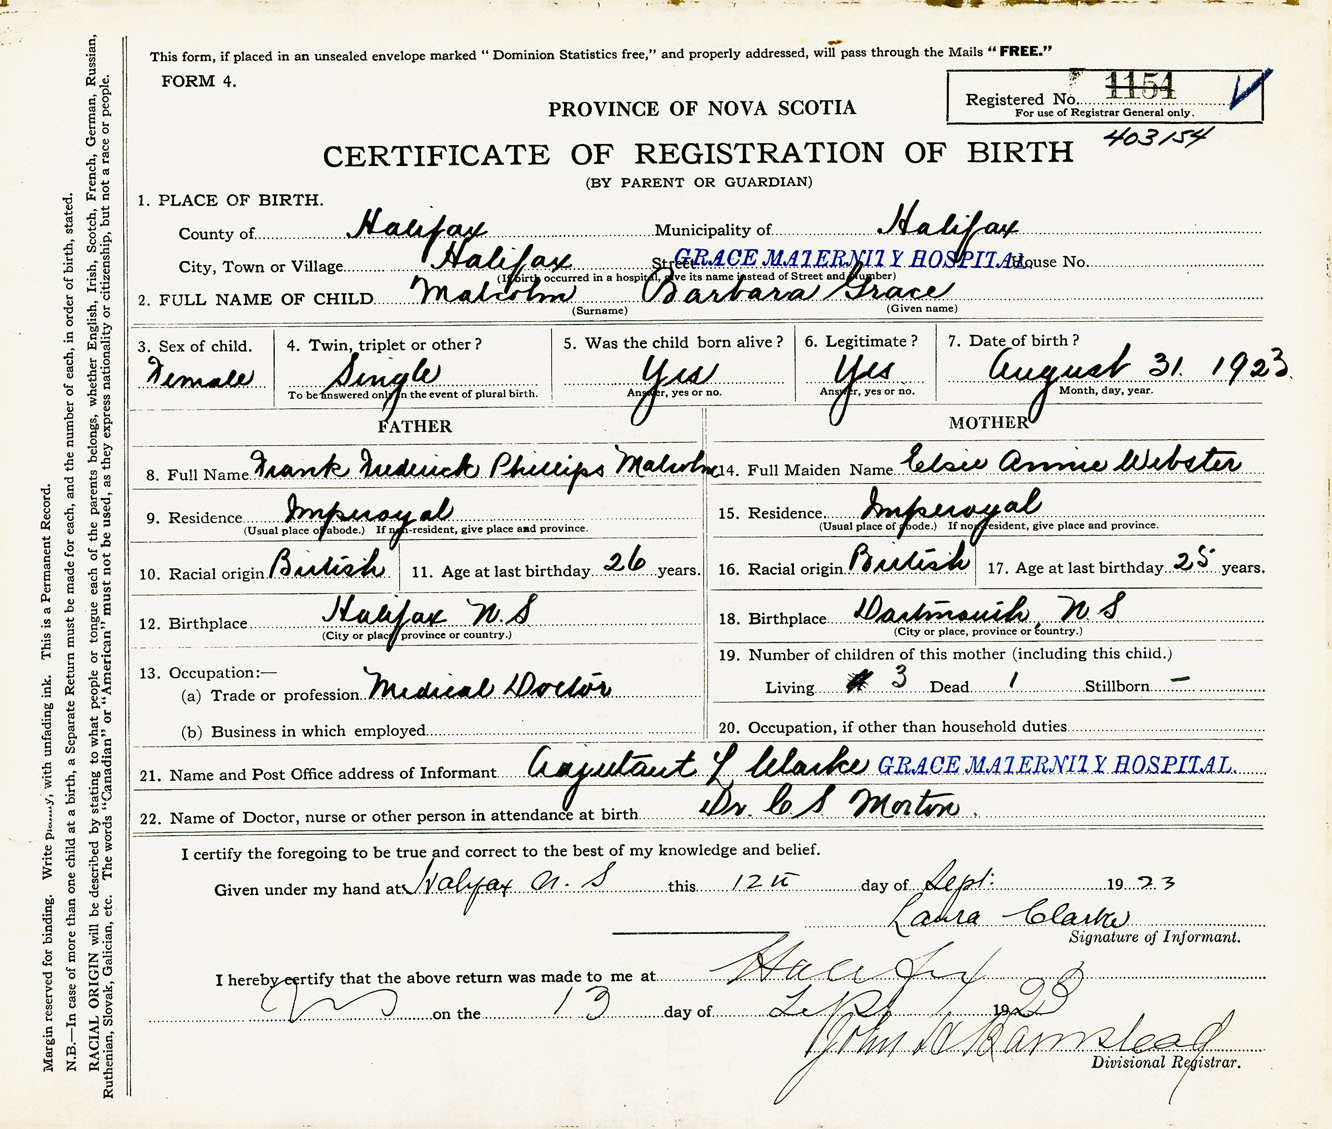 This form, if placed in an unsealed envelope marked “Dominion Statistics free,” and properly addressed, will pass through the Mails “FREE.”
FORM 4.
Registered No. 1154
For use of Registrar General only.
403154
PROVINCE OF NOVA SCOTIA
CERTIFICATE OF REGISTRATION OF BIRTH
(BY PARENT OR GUARDIAN)
1. PLACE OF BIRTH.
County of Halifax Municipality of Halifax
City, Town or Village Halifax Street GRACE MATERNITY HOSPITAL House No.
(If birth occurred in a hospital, give its name instead of Street and Number)
2. FULL NAME OF CHILD Malcolm Barbara Grace
(Surname) (Given name)
3. Sex of child. Female
4. Twin, triplet or other? Single
To be answered only in the event of plural birth.
5. Was the child born alive? Yes
Answer, yes or no.
6. Legitimate? Yes
Answer, yes or no.
7. Date of birth? August 31. 1923.
Month, day, year.
FATHER
8. Full Name Frank Frederick Phillips Malcolm
9. Residence Imperoyal
(Usual place of abode.) If non-resident, give place and province.
10. Racial origin British 11. Age at last birthday 26 years.
12. Birthplace Halifax N.S
(City or place, province or country.)
13. Occupation:—
(a) Trade or profession Medical Doctor
(b) Business in which employed
MOTHER
14. Full Maiden Name Elsie Annie Webster
15. Residence Imperoyal
(Usual place of abode.) If non-resident, give place and province.
16. Racial origin British 17. Age at last birthday 25 years.
18. Birthplace Dartmouth, N S
(City or place, province or country.)
19. Number of children of this mother (including this child.)
Living 3 Dead 1 Stillborn —
20. Occupation, if other than household duties
21. Name and Post Office address of Informant Adjutant L Clarke GRACE MATERNITY HOSPITAL.
22. Name of Doctor, nurse or other person in attendance at birth Dr. C S Morton.
I certify the foregoing to be true and correct to the best of my knowledge and belief.
Given under my hand at Halifax N. S this 12th day of Sept. 1923
Laura Clarke
Signature of Informant.
I hereby certify that the above return was made to me at Halifax
on the 13 day of Sept 1923
John A Barnstead
Divisional Registrar.
Margin reserved for binding. Write with unfading ink. This is a Permanent Record.
N.B.—In case of more than one child at a birth, a Separate Return must be made for each, and the number of each, in order of birth, stated.
RACIAL ORIGIN will be described by stating to what people or tongue each of the parents belongs, whether English, Irish, Scotch, French, German, Russian,
Ruthenian, Slovak, Galician, etc. The words “Canadian” or “American” must not be used, as they express nationality or citizenship, but not a race or people.